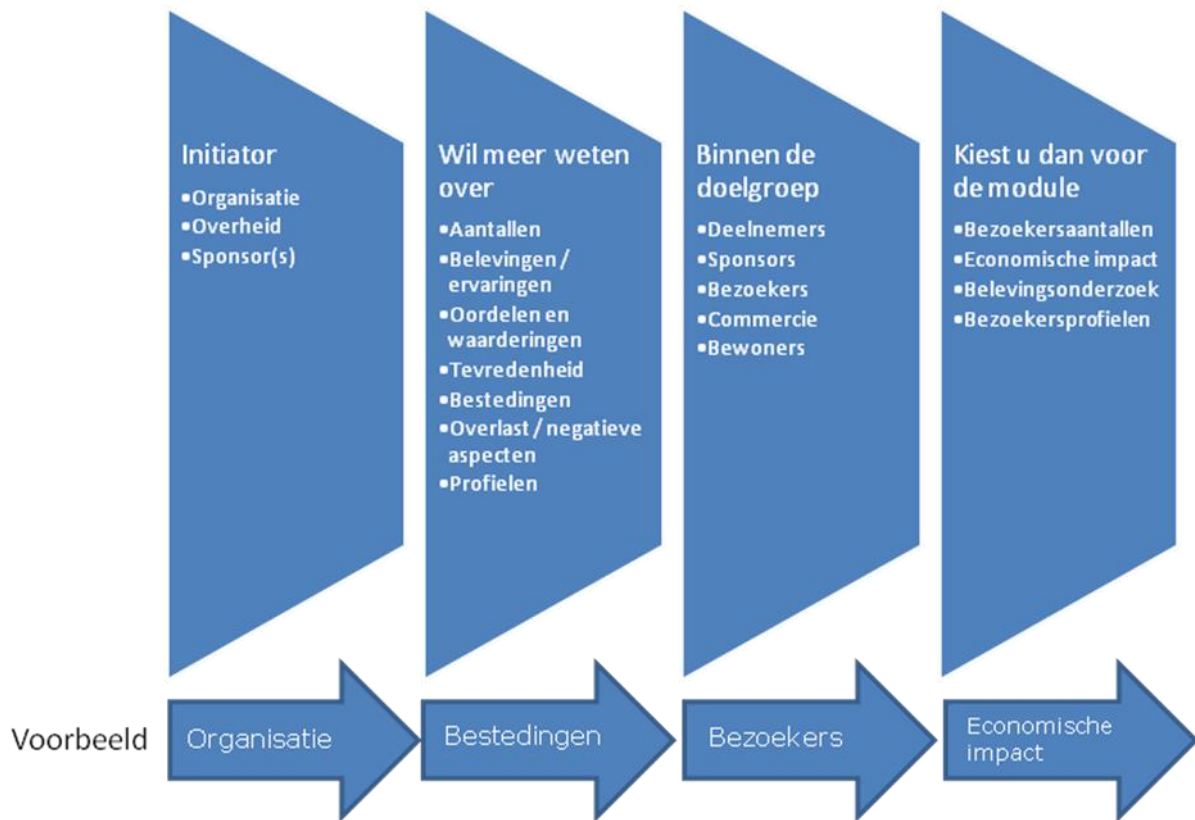 Initiator
•Organisatie
•Overheid
•Sponsor(s)
Wil meer weten
over
•Aantallen
•Belevingen /
ervaringen
•Oordelen en
waarderingen
•Tevredenheid
•Bestedingen
•Overlast / negatieve
aspecten
•Profielen
Binnen de
doelgroep
•Deelnemers
•Sponsors
•Bezoekers
•Commercie
•Bewoners
Kiest u dan voor
de module
•Bezoekersaantallen
•Economische impact
•Belevingsonderzoek
•Bezoekersprofielen
Voorbeeld
Organisatie
Bestedingen
Bezoekers
Economische
impact